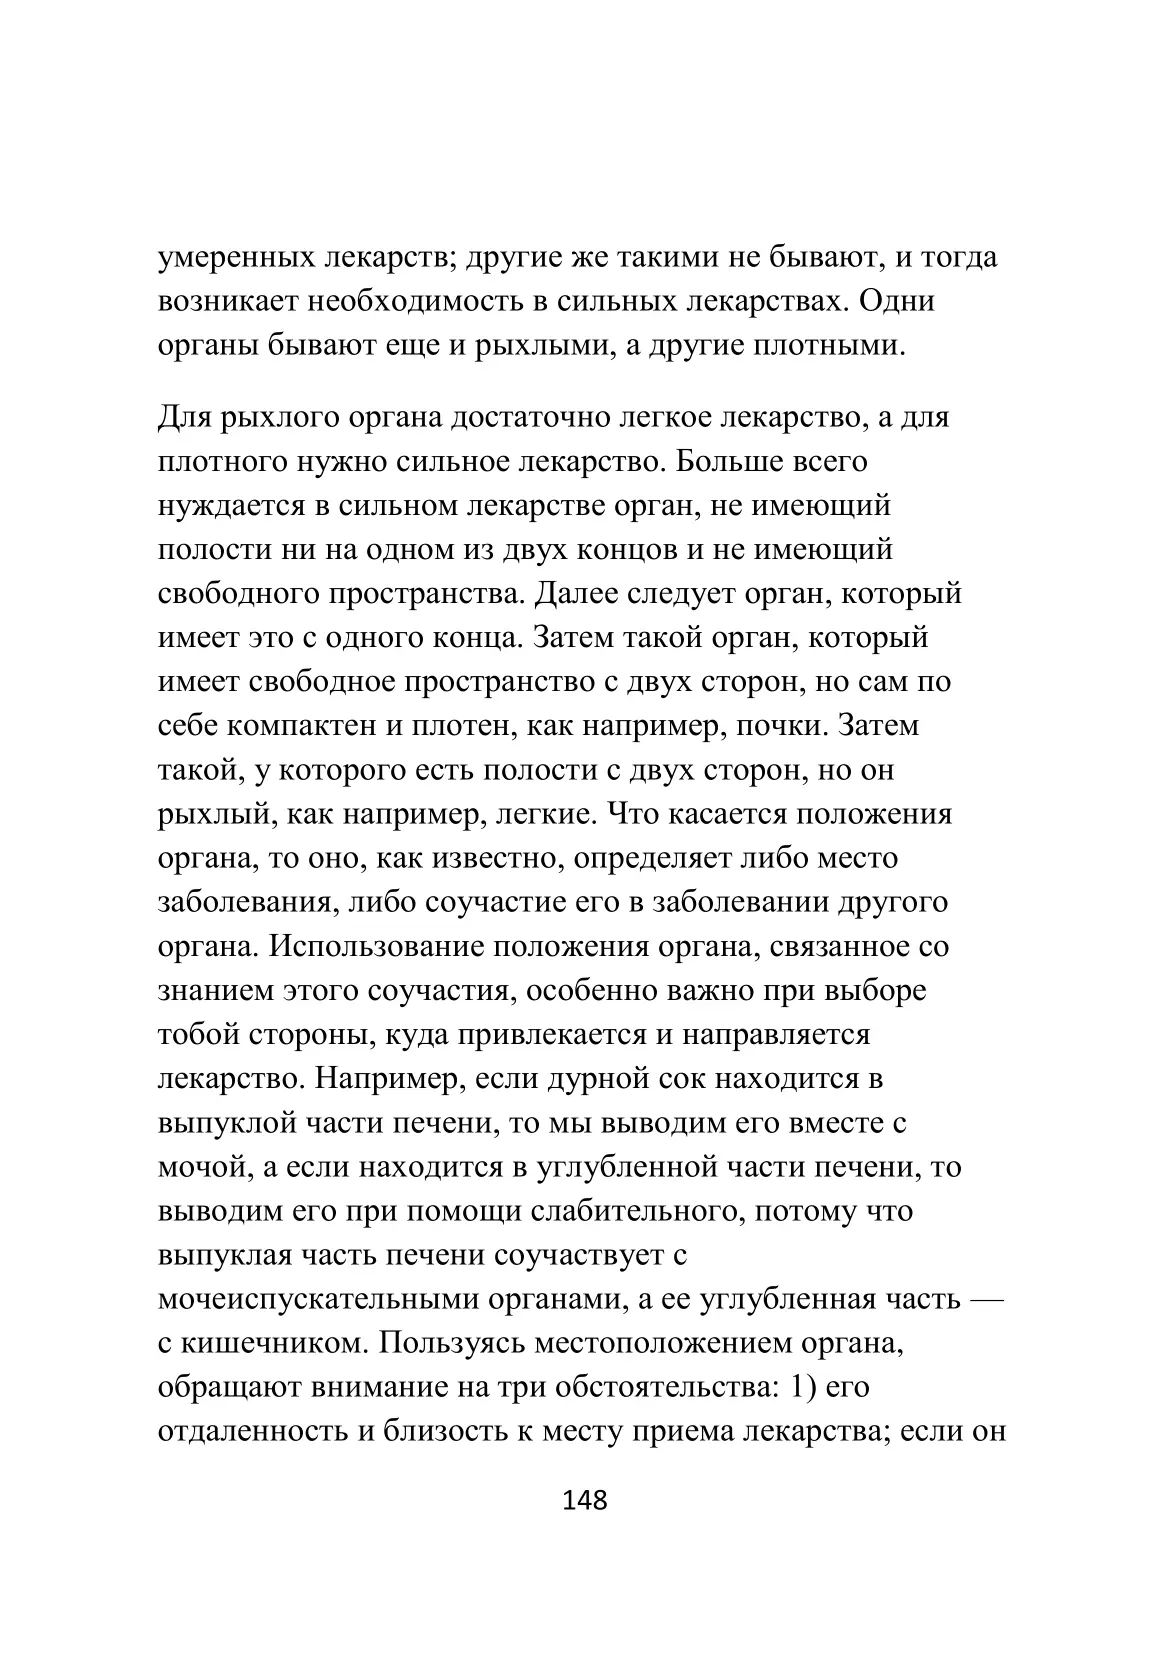 умеренных лекарств; другие же такими не бывают, и тогда
возникает необходимость в сильных лекарствах. Одни
органы бывают еще и рыхлыми, а другие плотными.
Для рыхлого органа достаточно легкое лекарство, а для
плотного нужно сильное лекарство. Больше всего
нуждается в сильном лекарстве орган, не имеющий
полости ни на одном из двух концов и не имеющий
свободного пространства. Далее следует орган, который
имеет это с одного конца. Затем такой орган, который
имеет свободное пространство с двух сторон, но сам по
себе компактен и плотен, как например, почки. Затем
такой, у которого есть полости с двух сторон, но он
рыхлый, как например, легкие. Что касается положения
органа, то оно, как известно, определяет либо место
заболевания, либо соучастие его в заболевании другого
органа. Использование положения органа, связанное со
знанием этого соучастия, особенно важно при выборе
тобой стороны, куда привлекается и направляется
лекарство. Например, если дурной сок находится в
выпуклой части печени, то мы выводим его вместе с
мочой, а если находится в углубленной части печени, то
выводим его при помощи слабительного, потому что
выпуклая часть печени соучаствует с
мочеиспускательными органами, а ее углубленная часть —
с кишечником. Пользуясь местоположением органа,
обращают внимание на три обстоятельства: 1) его
отдаленность и близость к месту приема лекарства; если он
148